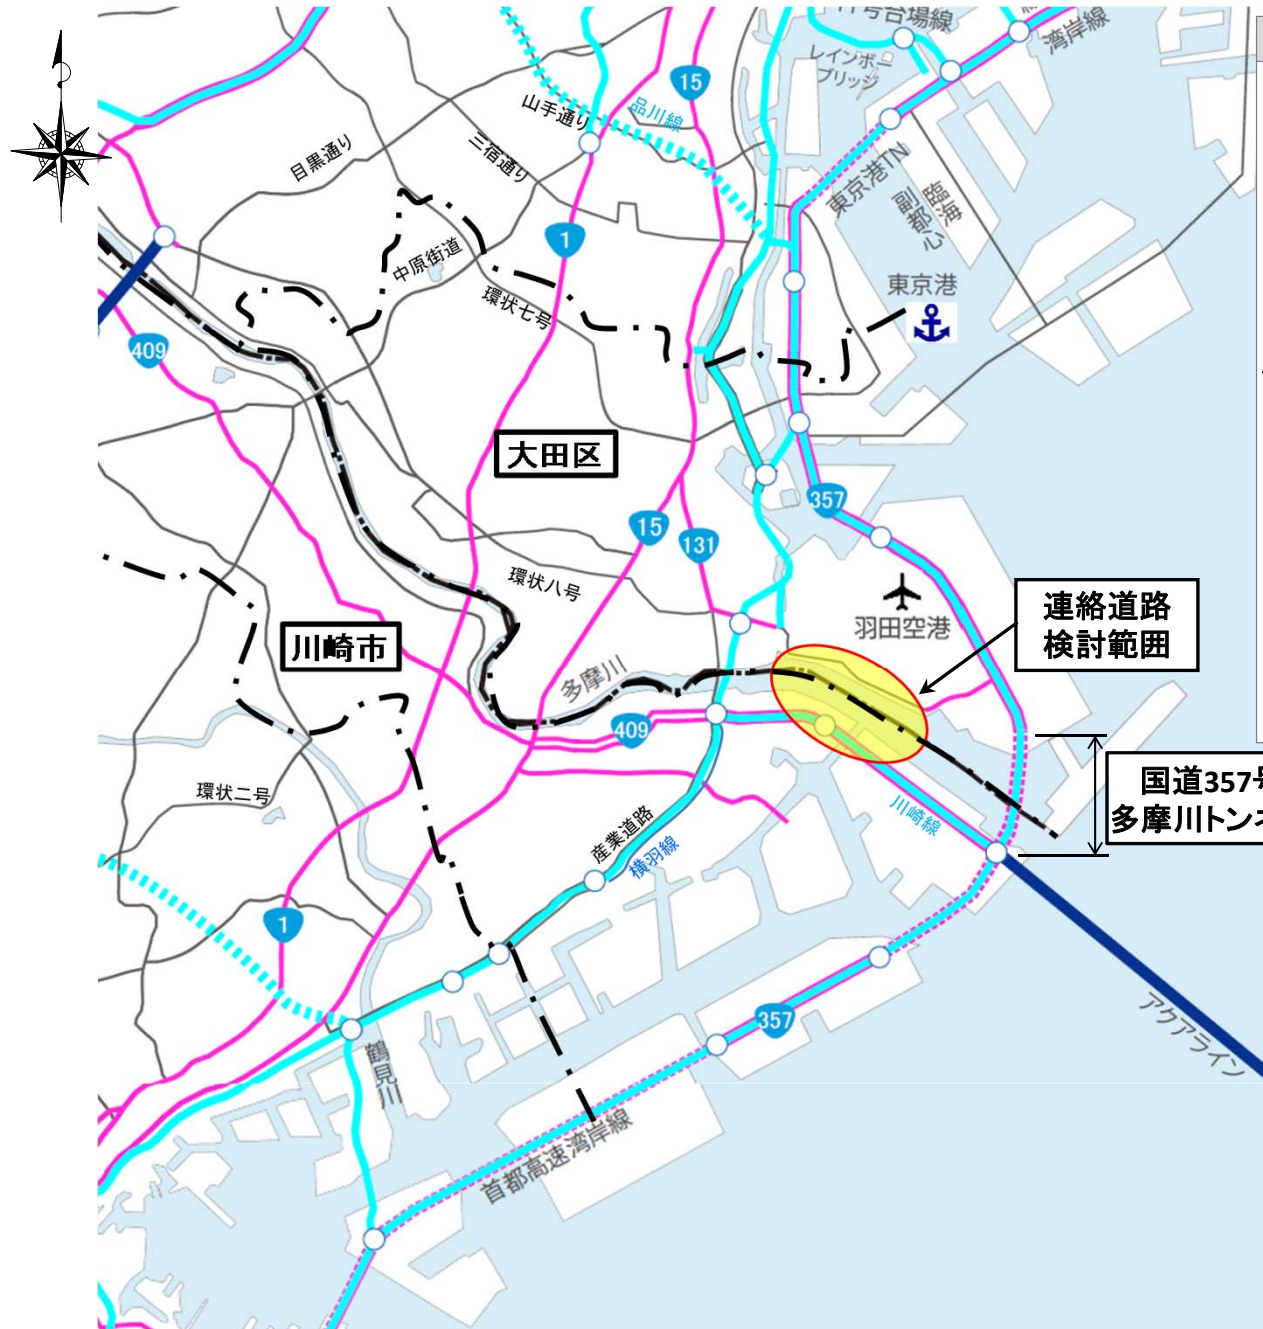 11号台場線
湾岸線
レインボー
ブリッジ
15
山手通り
品川線
目黒通り
三宿通り
東京港TN
臨海
副都心
1
中原街道
環状七号
東京港
409
大田区
357
15
131
環状八号
羽田空港
連絡道路
検討範囲
川崎市
多摩川
409
国道357号
多摩川トンネ
環状二号
川崎線
産業道路
横羽線
1
357
アクアライン
鶴見川
首都高速湾岸線